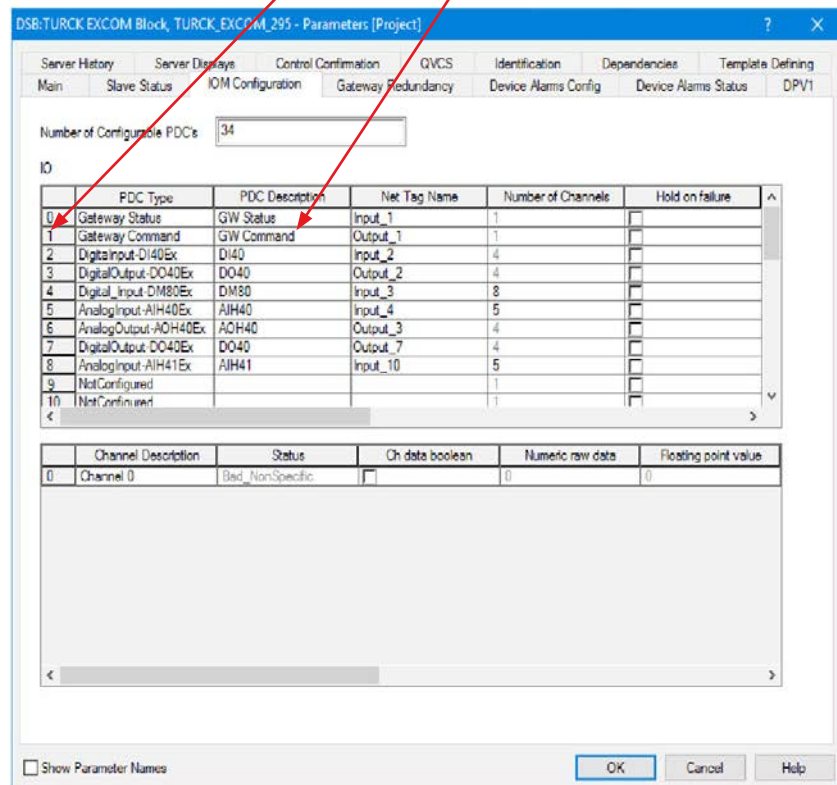 DSB:TURCK EXCOM Block, TURCK_EXCOM_295 - Parameters [Project] ? X
Server History Server Displays Control Confirmation QVCS Identification Dependencies Template Defining
Main Slave Status IOM Configuration Gateway Redundancy Device Alarms Config Device Alarms Status DPV1
Number of Configurable PDC's 34
IO
PDC Type PDC Description Net Tag Name Number of Channels Hold on failure
0 Gateway Status GW Status Input_1 1
1 Gateway Command GW Command Output_1 1
2 DigitaInput-DI40Ex DI40 Input_2 4
3 DigitalOutput-DO40Ex DO40 Output_2 4
4 Digital_Input-DM80Ex DM80 Input_3 8
5 AnalogInput-AIH40Ex AIH40 Input_4 5
6 AnalogOutput-AOH40Ex AOH40 Output_3 4
7 DigitalOutput-DO40Ex DO40 Output_7 4
8 AnalogInput-AIH41Ex AIH41 Input_10 5
9 NotConfigured 1
10 NotConfigured 1
Channel Description Status Ch data boolean Numeric raw data Floating point value
0 Channel 0 Bad_NonSpecific 0 0
Show Parameter Names OK Cancel Help